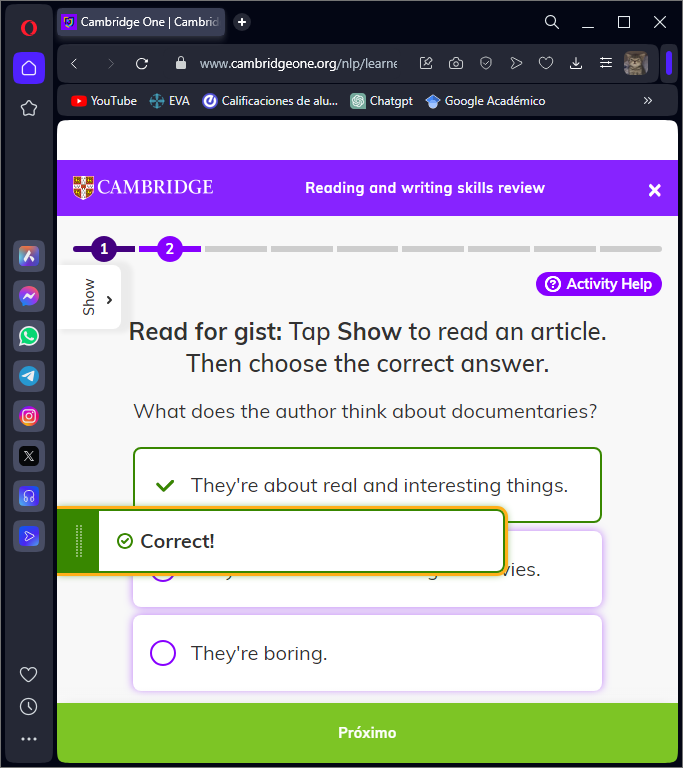 Cambridge One | Cambrid
www.cambridgeone.org/nlp/learne
YouTube EVA Calificaciones de alu... Chatgpt Google Académico
CAMBRIDGE Reading and writing skills review
1 2
Show
Activity Help
Read for gist: Tap Show to read an article.
Then choose the correct answer.
What does the author think about documentaries?
They're about real and interesting things.
Correct!
They're boring.
Próximo